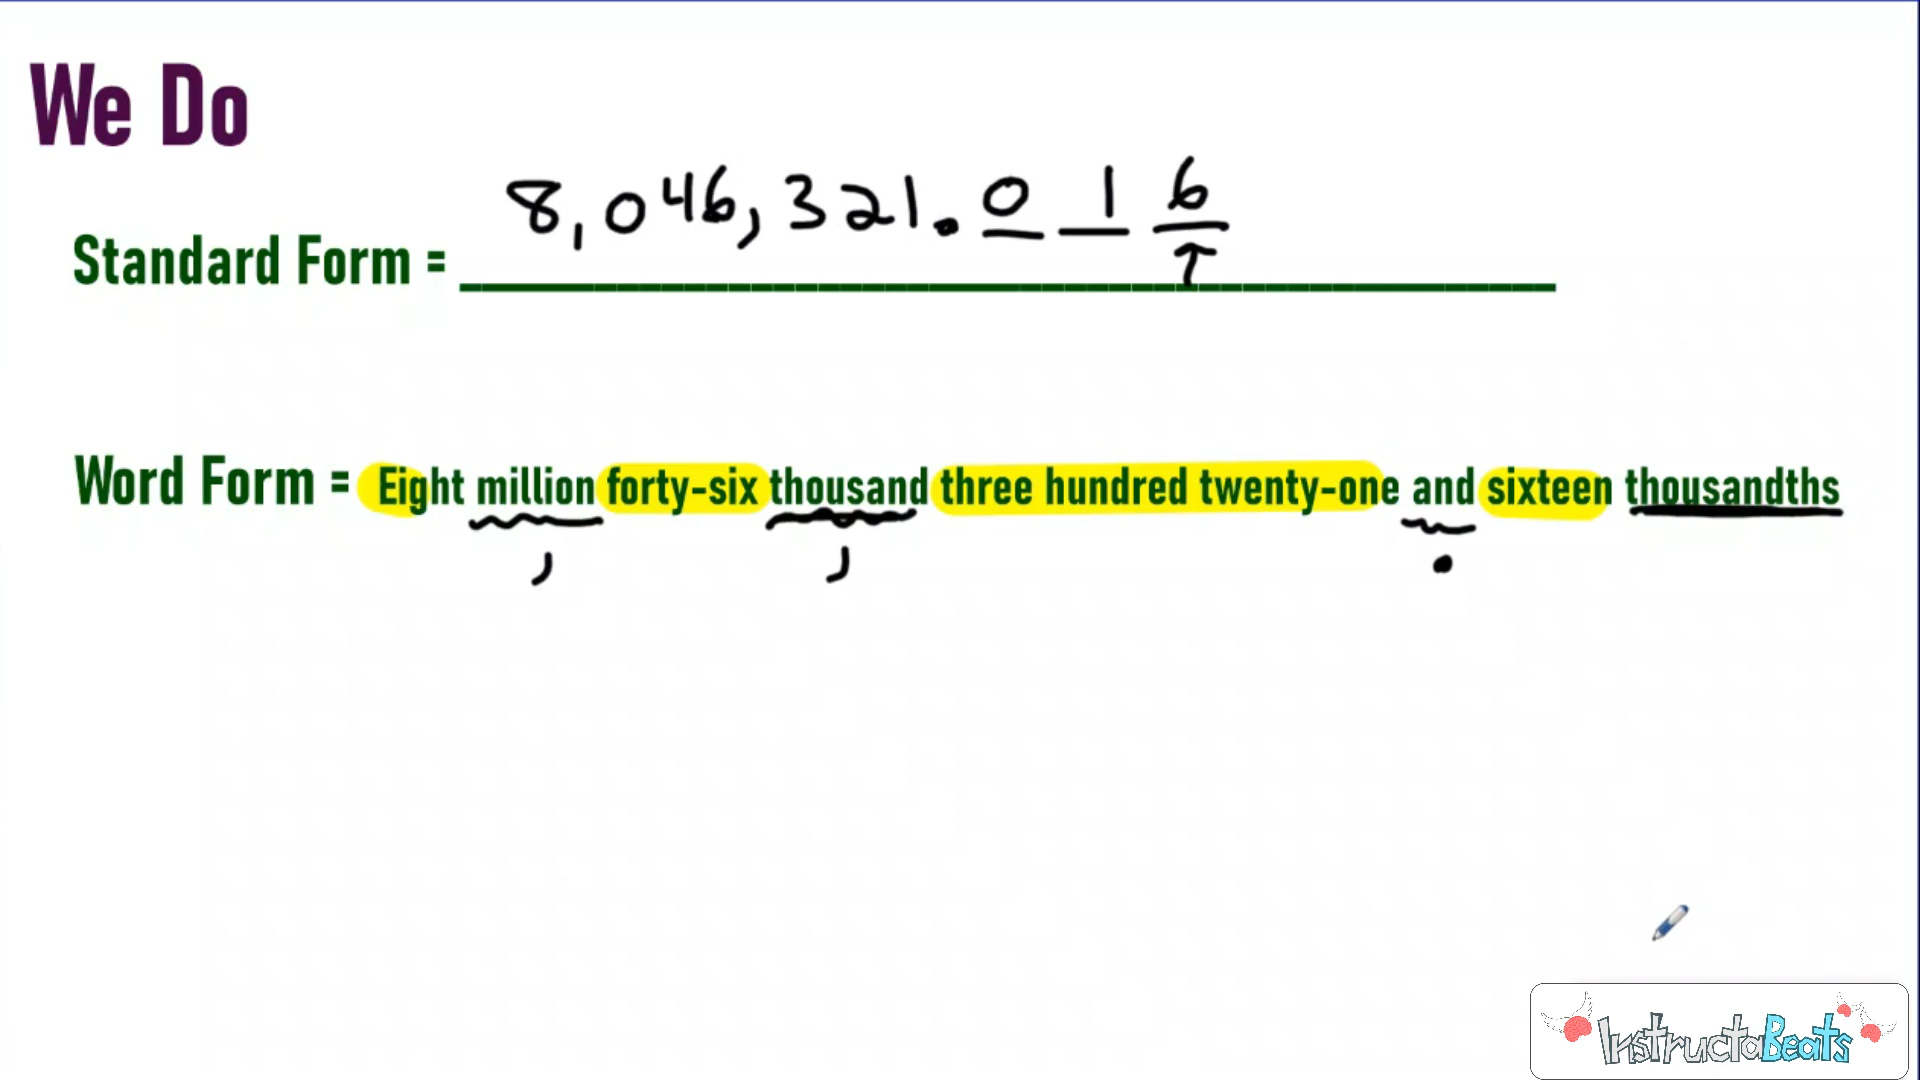 We Do
8,046,321.016
Standard Form = ____________________
T
Word Form = Eight million forty-six thousand three hundred twenty-one and sixteen thousandths
, , .
InstructaBeats